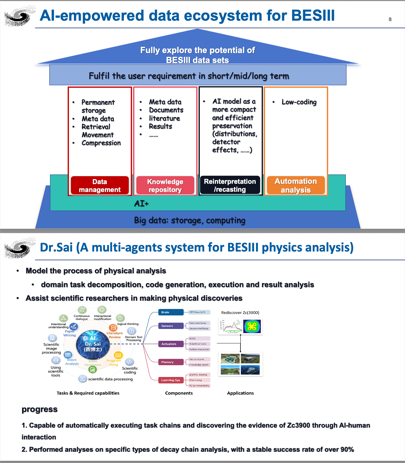 AI-empowered data ecosystem for BESIII
Fully explore the potential of
BESIII data sets
Fulfil the user requirement in short/mid/long term
• Permanent
storage
• Meta data
• Retrieval
Movement
• Compression
Data
management
• Meta data
• Documents
• literature
• Results
• ……
Knowledge
repository
• AI model as a
more compact
and efficient
preservation
(distributions,
detector
effects, ……)
Reinterpretation
/recasting
• Low-coding
Automation
analysis
AI+
Big data: storage, computing
Dr.Sai (A multi-agents system for BESIII physics analysis)
• Model the process of physical analysis
• domain task decomposition, code generation, execution and result analysis
• Assist scientific researchers in making physical discoveries
Continuous
dialogue
Logical thinking
Scientific
image
processing
Using
scientific
tools
scientific data processing
Scientific
coding
Dr. Sai
Brain
Memory
Rediscover Zc(3900)
Tasks & Required capabilities
Components
Applications
progress
1. Capable of automatically executing task chains and discovering the evidence of Zc3900 through AI-human
interaction
2. Performed analyses on specific types of decay chain analysis, with a stable success rate of over 90%